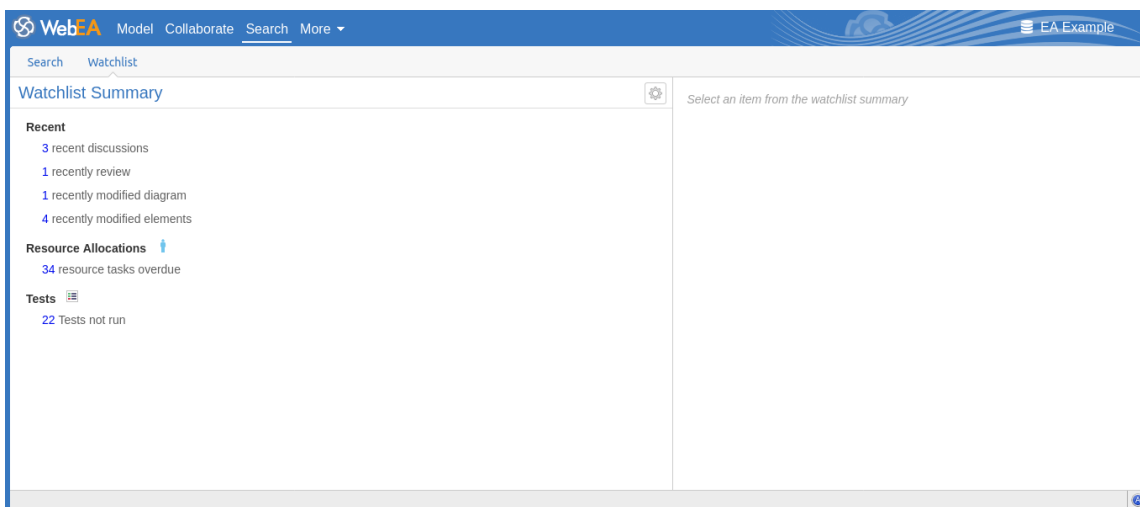 WebEA Model Collaborate Search More EA Example
Search Watchlist
Watchlist Summary
Select an item from the watchlist summary
Recent
3 recent discussions
1 recently review
1 recently modified diagram
4 recently modified elements
Resource Allocations
34 resource tasks overdue
Tests
22 Tests not run